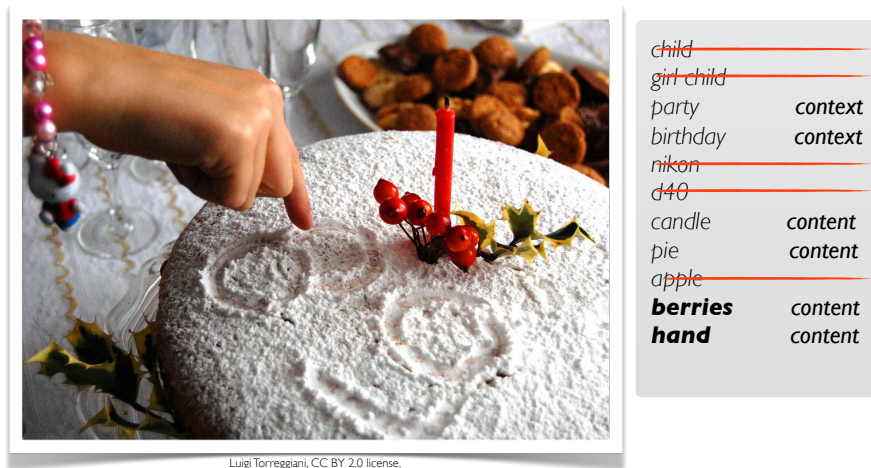 child
girl child
party context
birthday context
nikon
d40
candle content
pie content
apple
berries content
hand content
Luigi Torreggiani, CC BY 2.0 license.